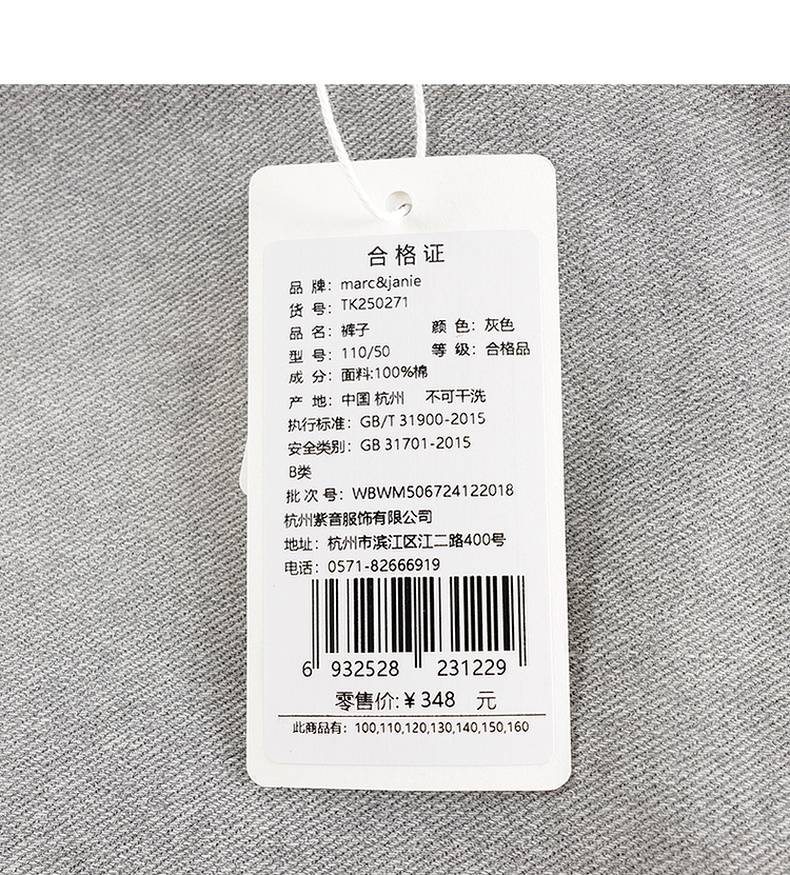 合格证
品 牌：marc&janie
货 号：TK250271
品 名：裤子 颜 色：灰色
型 号：110/50 等 级：合格品
成 分：面料:100%棉
产 地：中国 杭州 不可干洗
执行标准：GB/T 31900-2015
安全类别：GB 31701-2015
B类
批 次 号：WBWM506724122018
杭州紫音服饰有限公司
地址：杭州市滨江区江二路400号
电话：0571-82666919
6 932528 231229
零售价:￥348 元
此商品有：100,110,120,130,140,150,160